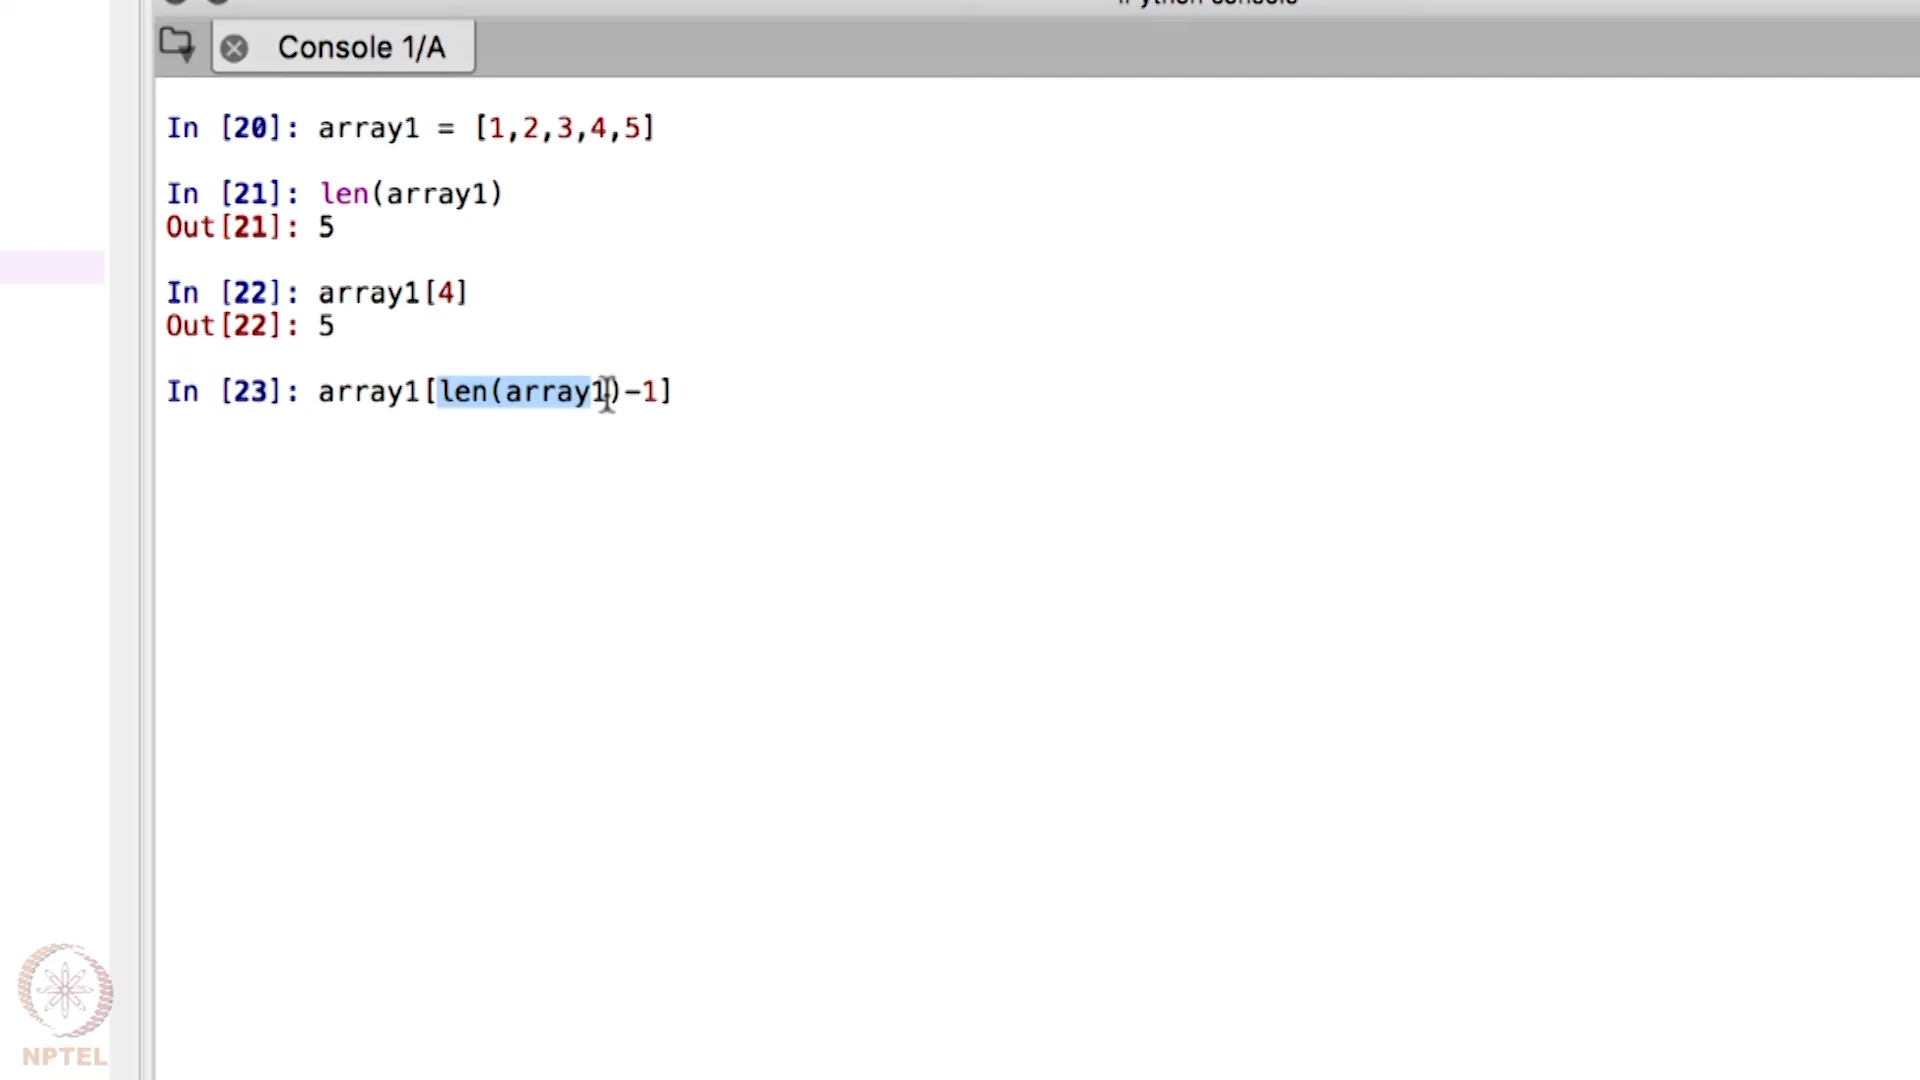 Console 1/A
In [20]: array1 = [1,2,3,4,5]
In [21]: len(array1)
Out[21]: 5
In [22]: array1[4]
Out[22]: 5
In [23]: array1[len(array1)-1]
NPTEL